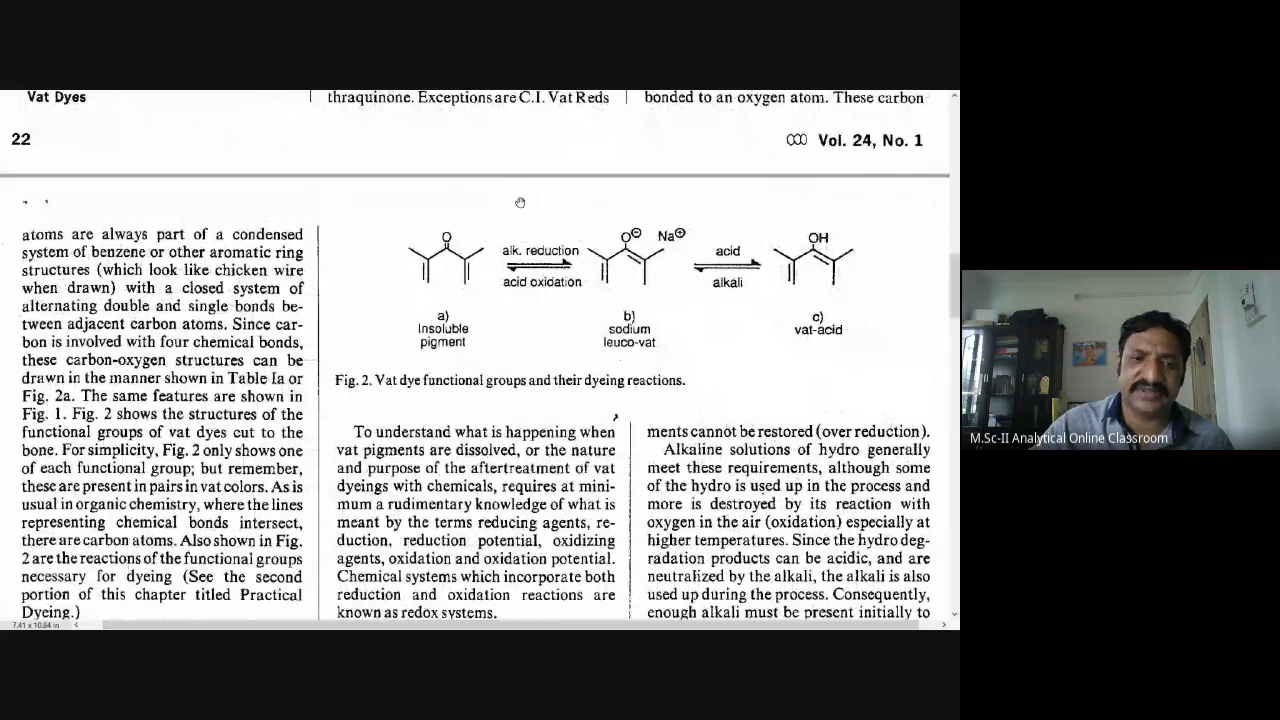 Vat Dyes
thraquinone. Exceptions are C.I. Vat Reds
bonded to an oxygen atom. These carbon
22
Vol. 24, No. 1
atoms are always part of a condensed
system of benzene or other aromatic ring
structures (which look like chicken wire
when drawn) with a closed system of
alternating double and single bonds be-
tween adjacent carbon atoms. Since car-
bon is involved with four chemical bonds,
these carbon-oxygen structures can be
drawn in the manner shown in Table Ia or
Fig. 2a. The same features are shown in
Fig. 1. Fig. 2 shows the structures of the
functional groups of vat dyes cut to the
bone. For simplicity, Fig. 2 only shows one
of each functional group; but remember,
these are present in pairs in vat colors. As is
usual in organic chemistry, where the lines
representing chemical bonds intersect,
there are carbon atoms. Also shown in Fig.
2 are the reactions of the functional groups
necessary for dyeing (See the second
portion of this chapter titled Practical
Dyeing.)
O
alk. reduction
acid oxidation
O⊖ Na⊕
acid
alkali
OH
a)
Insoluble
pigment
b)
sodium
leuco-vat
c)
vat-acid
Fig. 2. Vat dye functional groups and their dyeing reactions.
To understand what is happening when
vat pigments are dissolved, or the nature
and purpose of the aftertreatment of vat
dyeings with chemicals, requires at mini-
mum a rudimentary knowledge of what is
meant by the terms reducing agents, re-
duction, reduction potential, oxidizing
agents, oxidation and oxidation potential.
Chemical systems which incorporate both
reduction and oxidation reactions are
known as redox systems.
ments cannot be restored (over reduction).
Alkaline solutions of hydro generally
meet these requirements, although some
of the hydro is used up in the process and
more is destroyed by its reaction with
oxygen in the air (oxidation) especially at
higher temperatures. Since the hydro deg-
radation products can be acidic, and are
neutralized by the alkali, the alkali is also
used up during the process. Consequently,
enough alkali must be present initially to
7.41 x 10.84 in
M.Sc-II Analytical Online Classroom